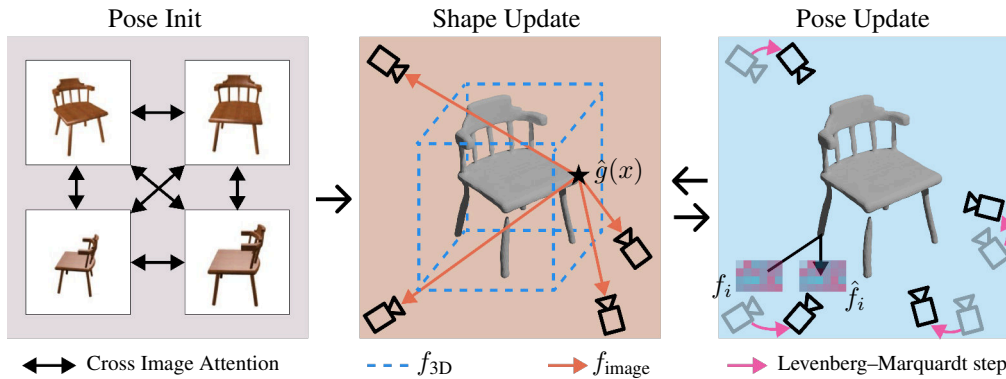 Pose Init
Shape Update
Pose Update
ĝ(x)
f_i
f̂_i
Cross Image Attention
f_3D
f_image
Levenberg–Marquardt step